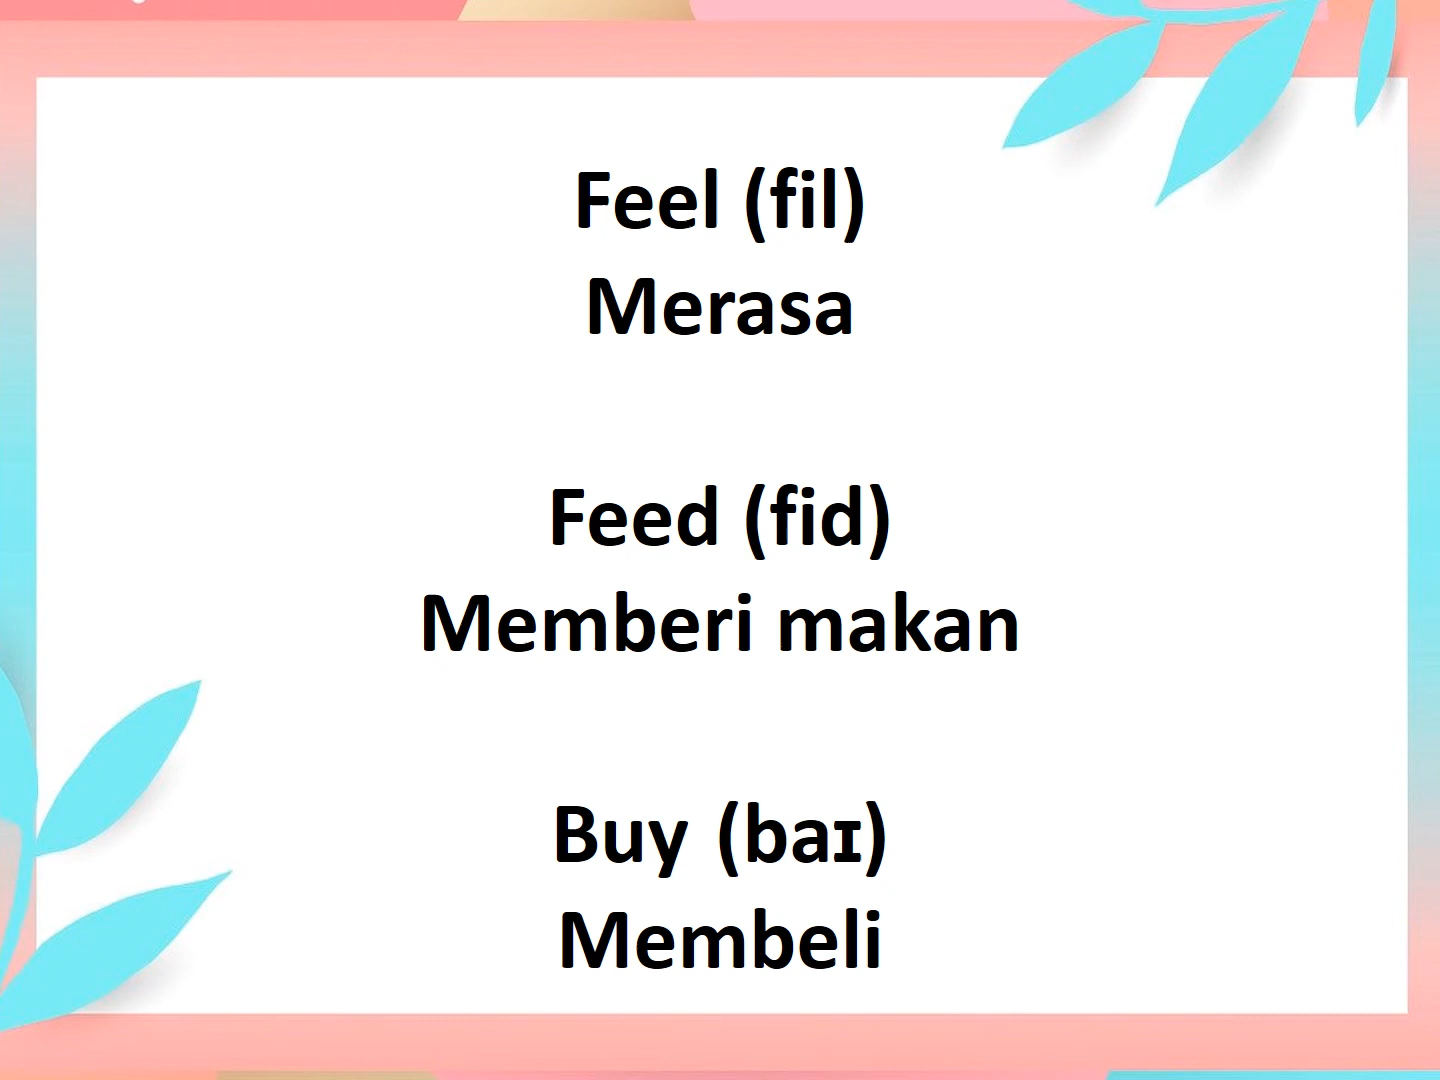 Feel (fil)
Merasa
Feed (fid)
Memberi makan
Buy (baɪ)
Membeli